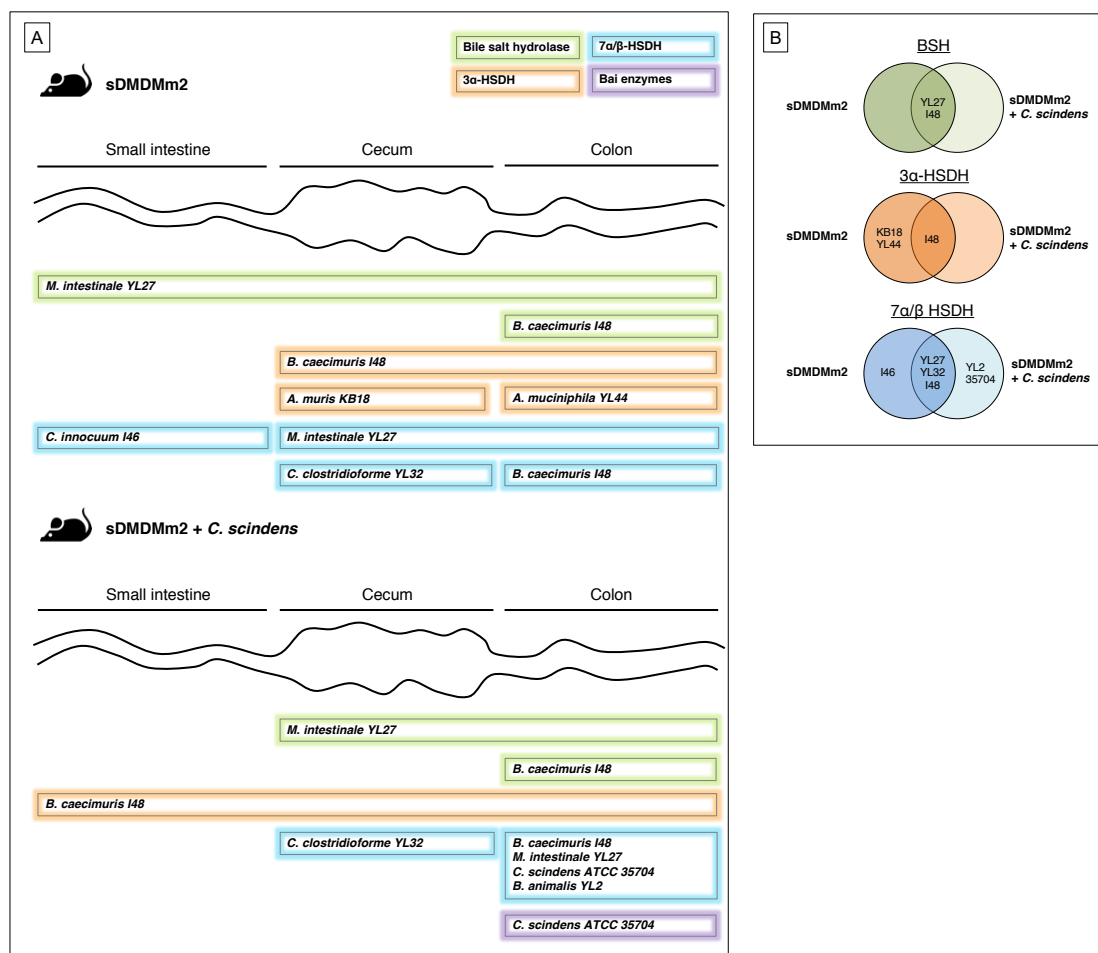 A
Bile salt hydrolase
7α/β-HSDH
3α-HSDH
Bai enzymes
sDMDMm2
Small intestine
Cecum
Colon
M. intestinale YL27
B. caecimuris I48
B. caecimuris I48
A. muris KB18
A. muciniphila YL44
C. innocuum I46
M. intestinale YL27
C. clostridioforme YL32
B. caecimuris I48
sDMDMm2 + C. scindens
Small intestine
Cecum
Colon
M. intestinale YL27
B. caecimuris I48
B. caecimuris I48
C. clostridioforme YL32
B. caecimuris I48
M. intestinale YL27
C. scindens ATCC 35704
B. animalis YL2
C. scindens ATCC 35704
B
BSH
sDMDMm2
YL27
I48
sDMDMm2
+ C. scindens
3α-HSDH
sDMDMm2
KB18
YL44
I48
sDMDMm2
+ C. scindens
7α/β HSDH
sDMDMm2
I46
YL27
YL32
I48
YL2
35704
sDMDMm2
+ C. scindens